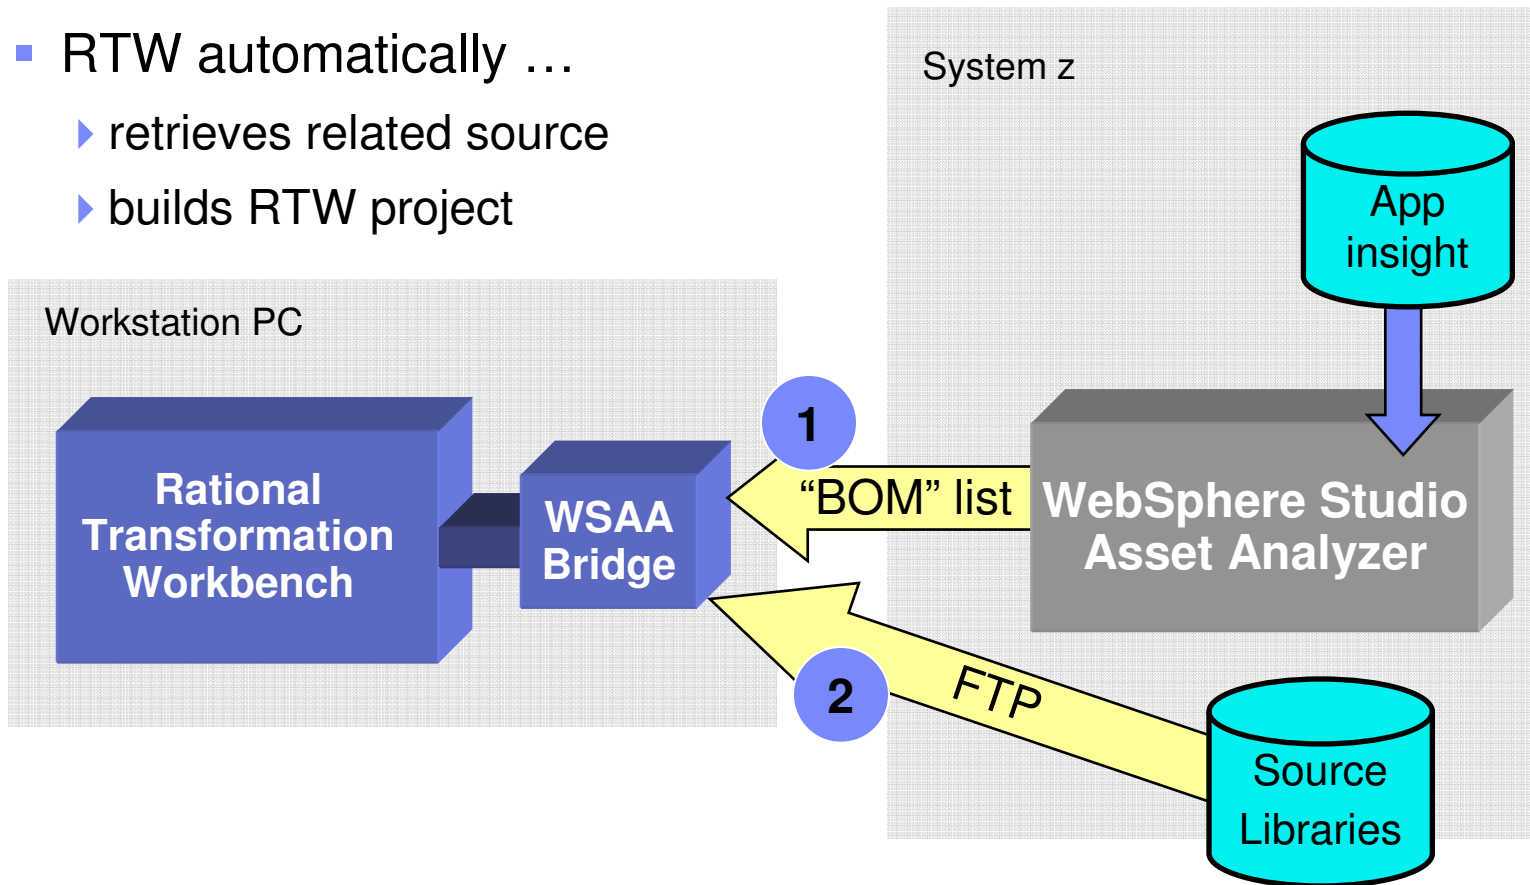 RTW automatically …
retrieves related source
builds RTW project
System z
App
insight
Workstation PC
1
Rational
Transformation
Workbench
WSAA
Bridge
“BOM” list
WebSphere Studio
Asset Analyzer
2
FTP
Source
Libraries